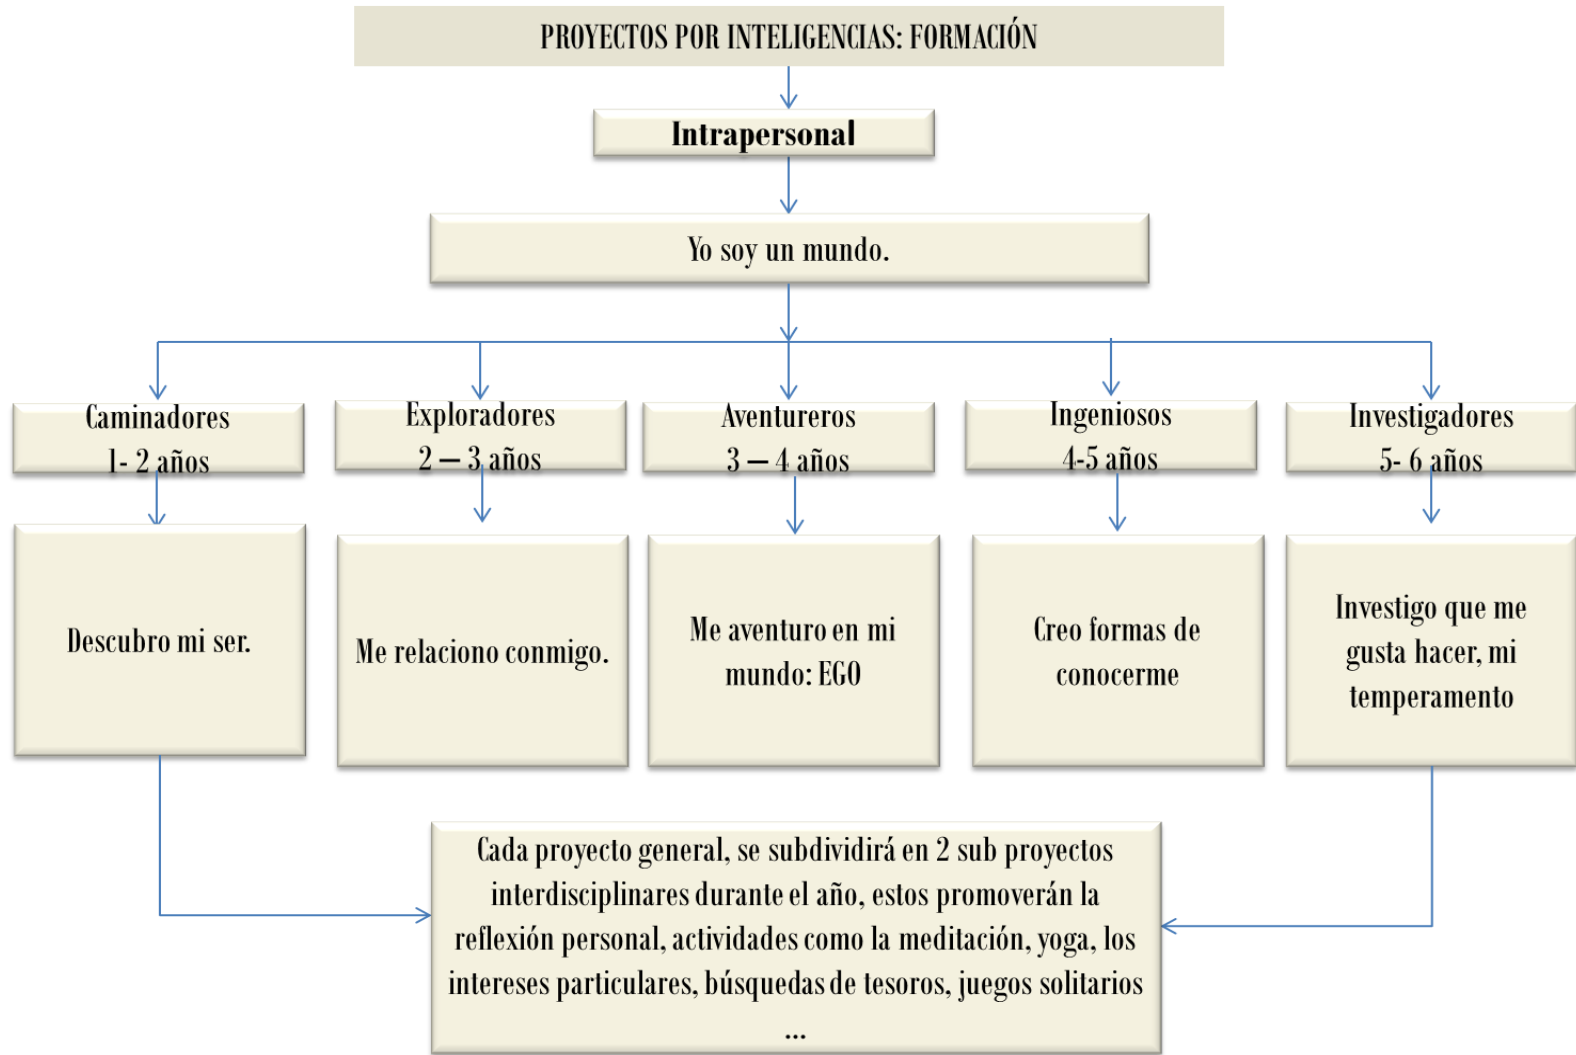 PROYECTOS POR INTELIGENCIAS: FORMACIÓN
Intrapersonal
Yo soy un mundo.
Caminadores
1- 2 años
Exploradores
2 – 3 años
Aventureros
3 – 4 años
Ingeniosos
4-5 años
Investigadores
5- 6 años
Descubro mi ser.
Me relaciono conmigo.
Me aventuro en mi
mundo: EGO
Creo formas de
conocerme
Investigo que me
gusta hacer, mi
temperamento
Cada proyecto general, se subdividirá en 2 sub proyectos
interdisciplinares durante el año, estos promoverán la
reflexión personal, actividades como la meditación, yoga, los
intereses particulares, búsquedas de tesoros, juegos solitarios
...